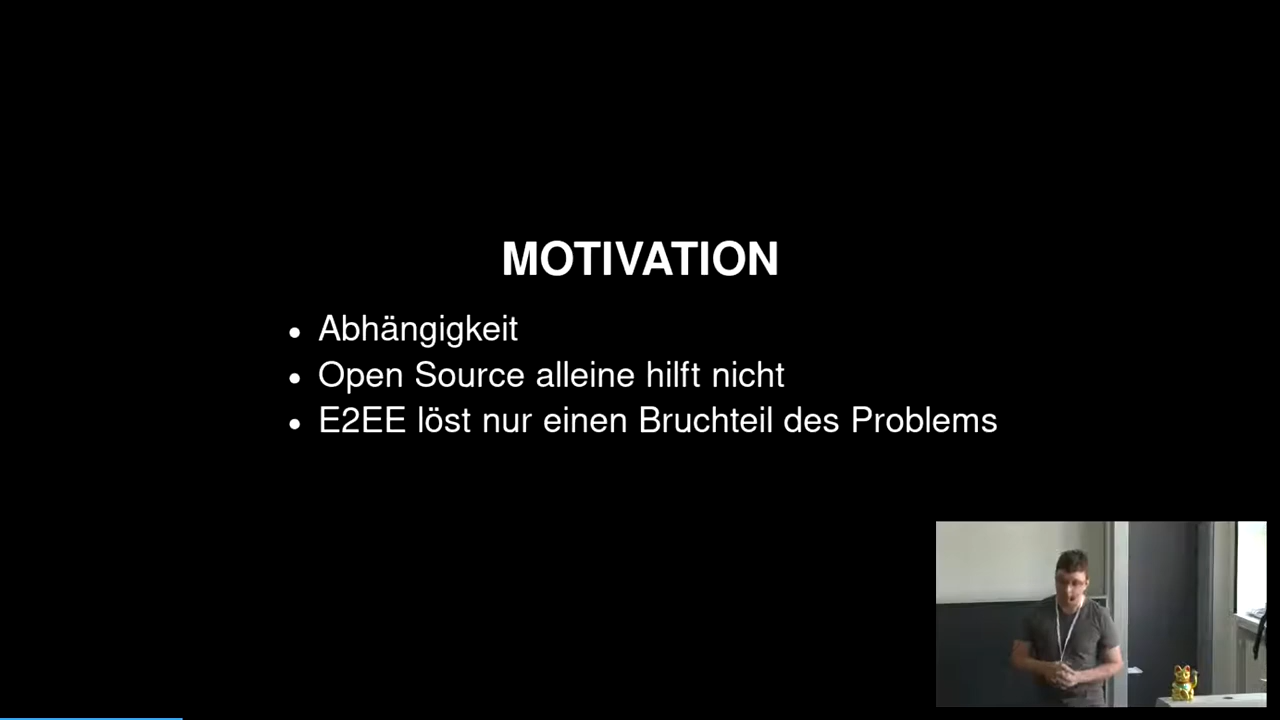 MOTIVATION
Abhängigkeit
Open Source alleine hilft nicht
E2EE löst nur einen Bruchteil des Problems